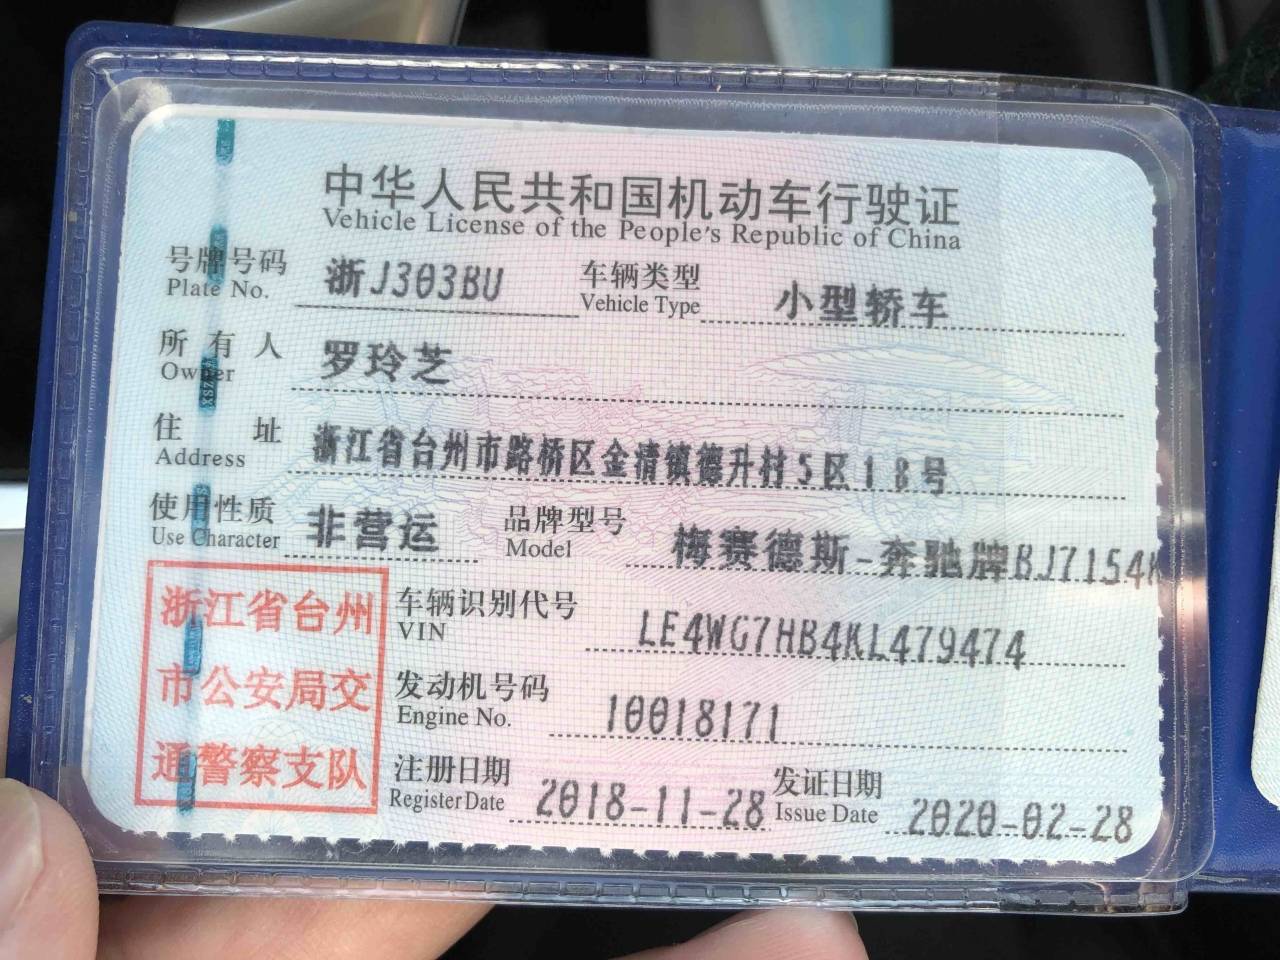 中华人民共和国机动车行驶证
Vehicle License of the People's Republic of China
号牌号码 浙J303BU 车辆类型 小型轿车
Plate No. Vehicle Type
所有人 罗玲芝
Owner
住址 浙江省台州市路桥区金清镇德升村5区18号
Address
使用性质 非营运 品牌型号 梅赛德斯-奔驰牌BJ7154
Use Character Model
浙江省台州
市公安局交
通警察支队
车辆识别代号 LE4WG7HB4KL479474
VIN
发动机号码 10018171
Engine No.
注册日期 2018-11-28 发证日期 2020-02-28
Register Date Issue Date